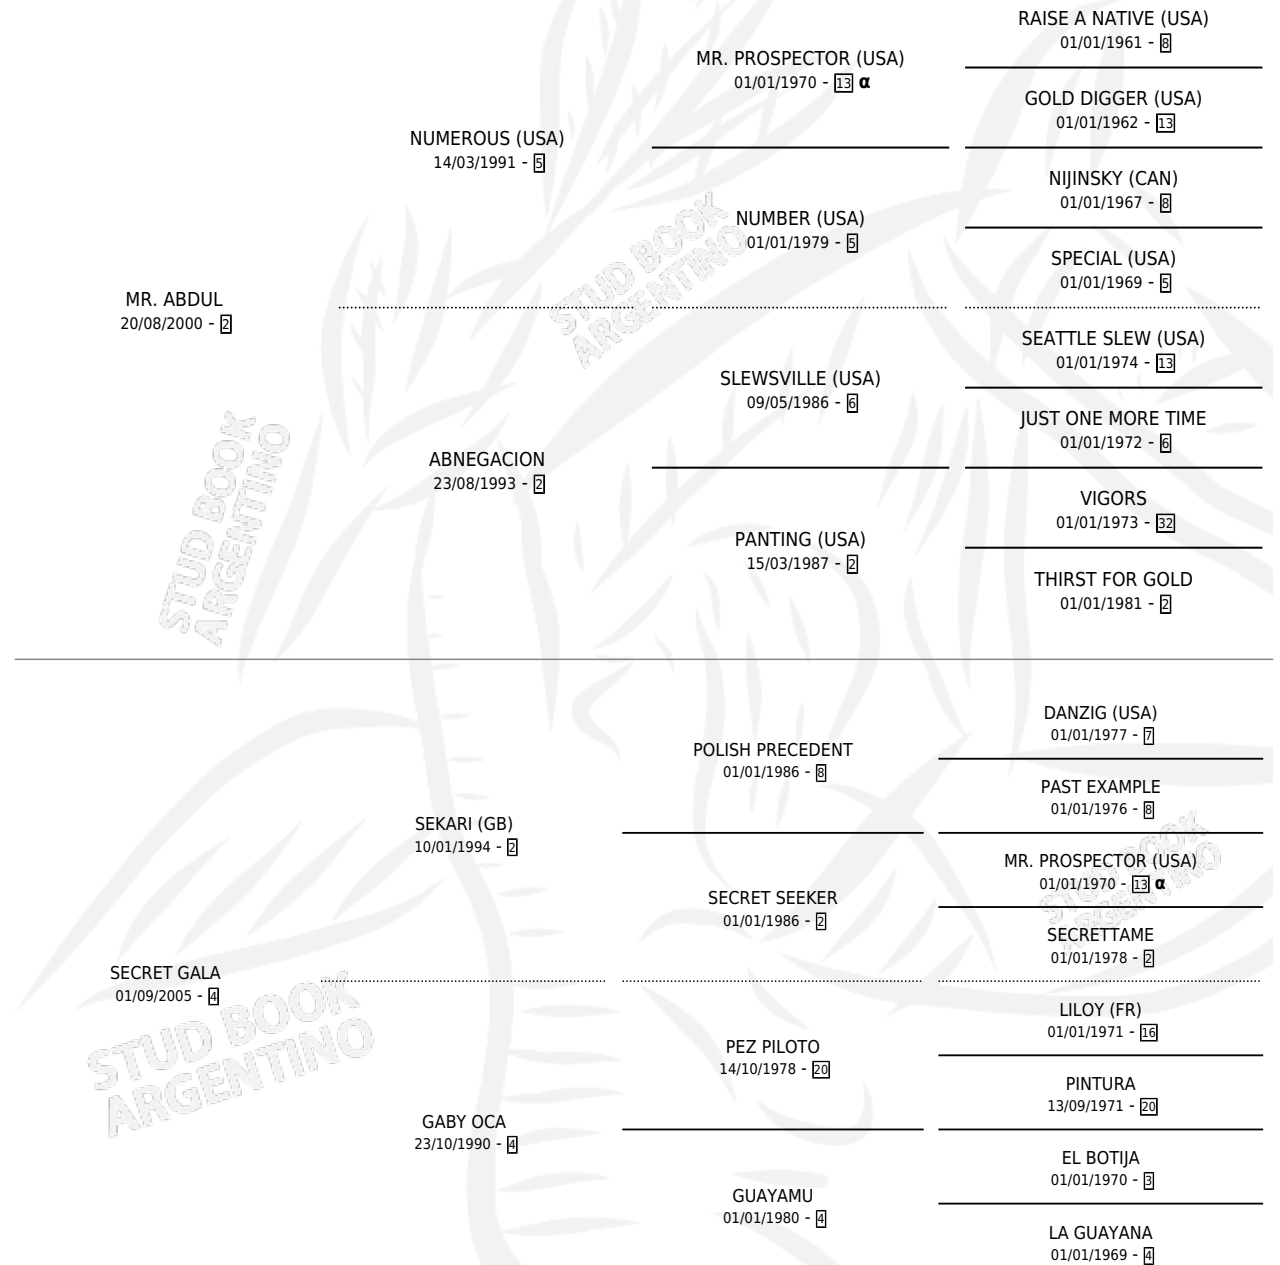 RAISE A NATIVE (USA)
01/01/1961 - 8
MR. PROSPECTOR (USA)
01/01/1970 - 13 α
GOLD DIGGER (USA)
01/01/1962 - 13
NUMEROUS (USA)
14/03/1991 - 5
NIJINSKY (CAN)
01/01/1967 - 8
NUMBER (USA)
01/01/1979 - 5
SPECIAL (USA)
01/01/1969 - 5
MR. ABDUL
20/08/2000 - 2
SEATTLE SLEW (USA)
01/01/1974 - 13
SLEWSVILLE (USA)
09/05/1986 - 6
JUST ONE MORE TIME
01/01/1972 - 6
ABNEGACION
23/08/1993 - 2
VIGORS
01/01/1973 - 32
PANTING (USA)
15/03/1987 - 2
THIRST FOR GOLD
01/01/1981 - 2
DANZIG (USA)
01/01/1977 - 7
POLISH PRECEDENT
01/01/1986 - 8
PAST EXAMPLE
01/01/1976 - 8
SEKARI (GB)
10/01/1994 - 2
MR. PROSPECTOR (USA)
01/01/1970 - 13 α
SECRET SEEKER
01/01/1986 - 2
SECRETTAME
01/01/1978 - 2
SECRET GALA
01/09/2005 - 4
LILOY (FR)
01/01/1971 - 16
PEZ PILOTO
14/10/1978 - 20
PINTURA
13/09/1971 - 20
GABY OCA
23/10/1990 - 4
EL BOTIJA
01/01/1970 - 3
GUAYAMU
01/01/1980 - 4
LA GUAYANA
01/01/1969 - 4
STUD BOOK
ARGENTINO
STUD BOOK
ARGENTINO
STUD BOOK
ARGENTINO
STUD BOOK
ARGENTINO